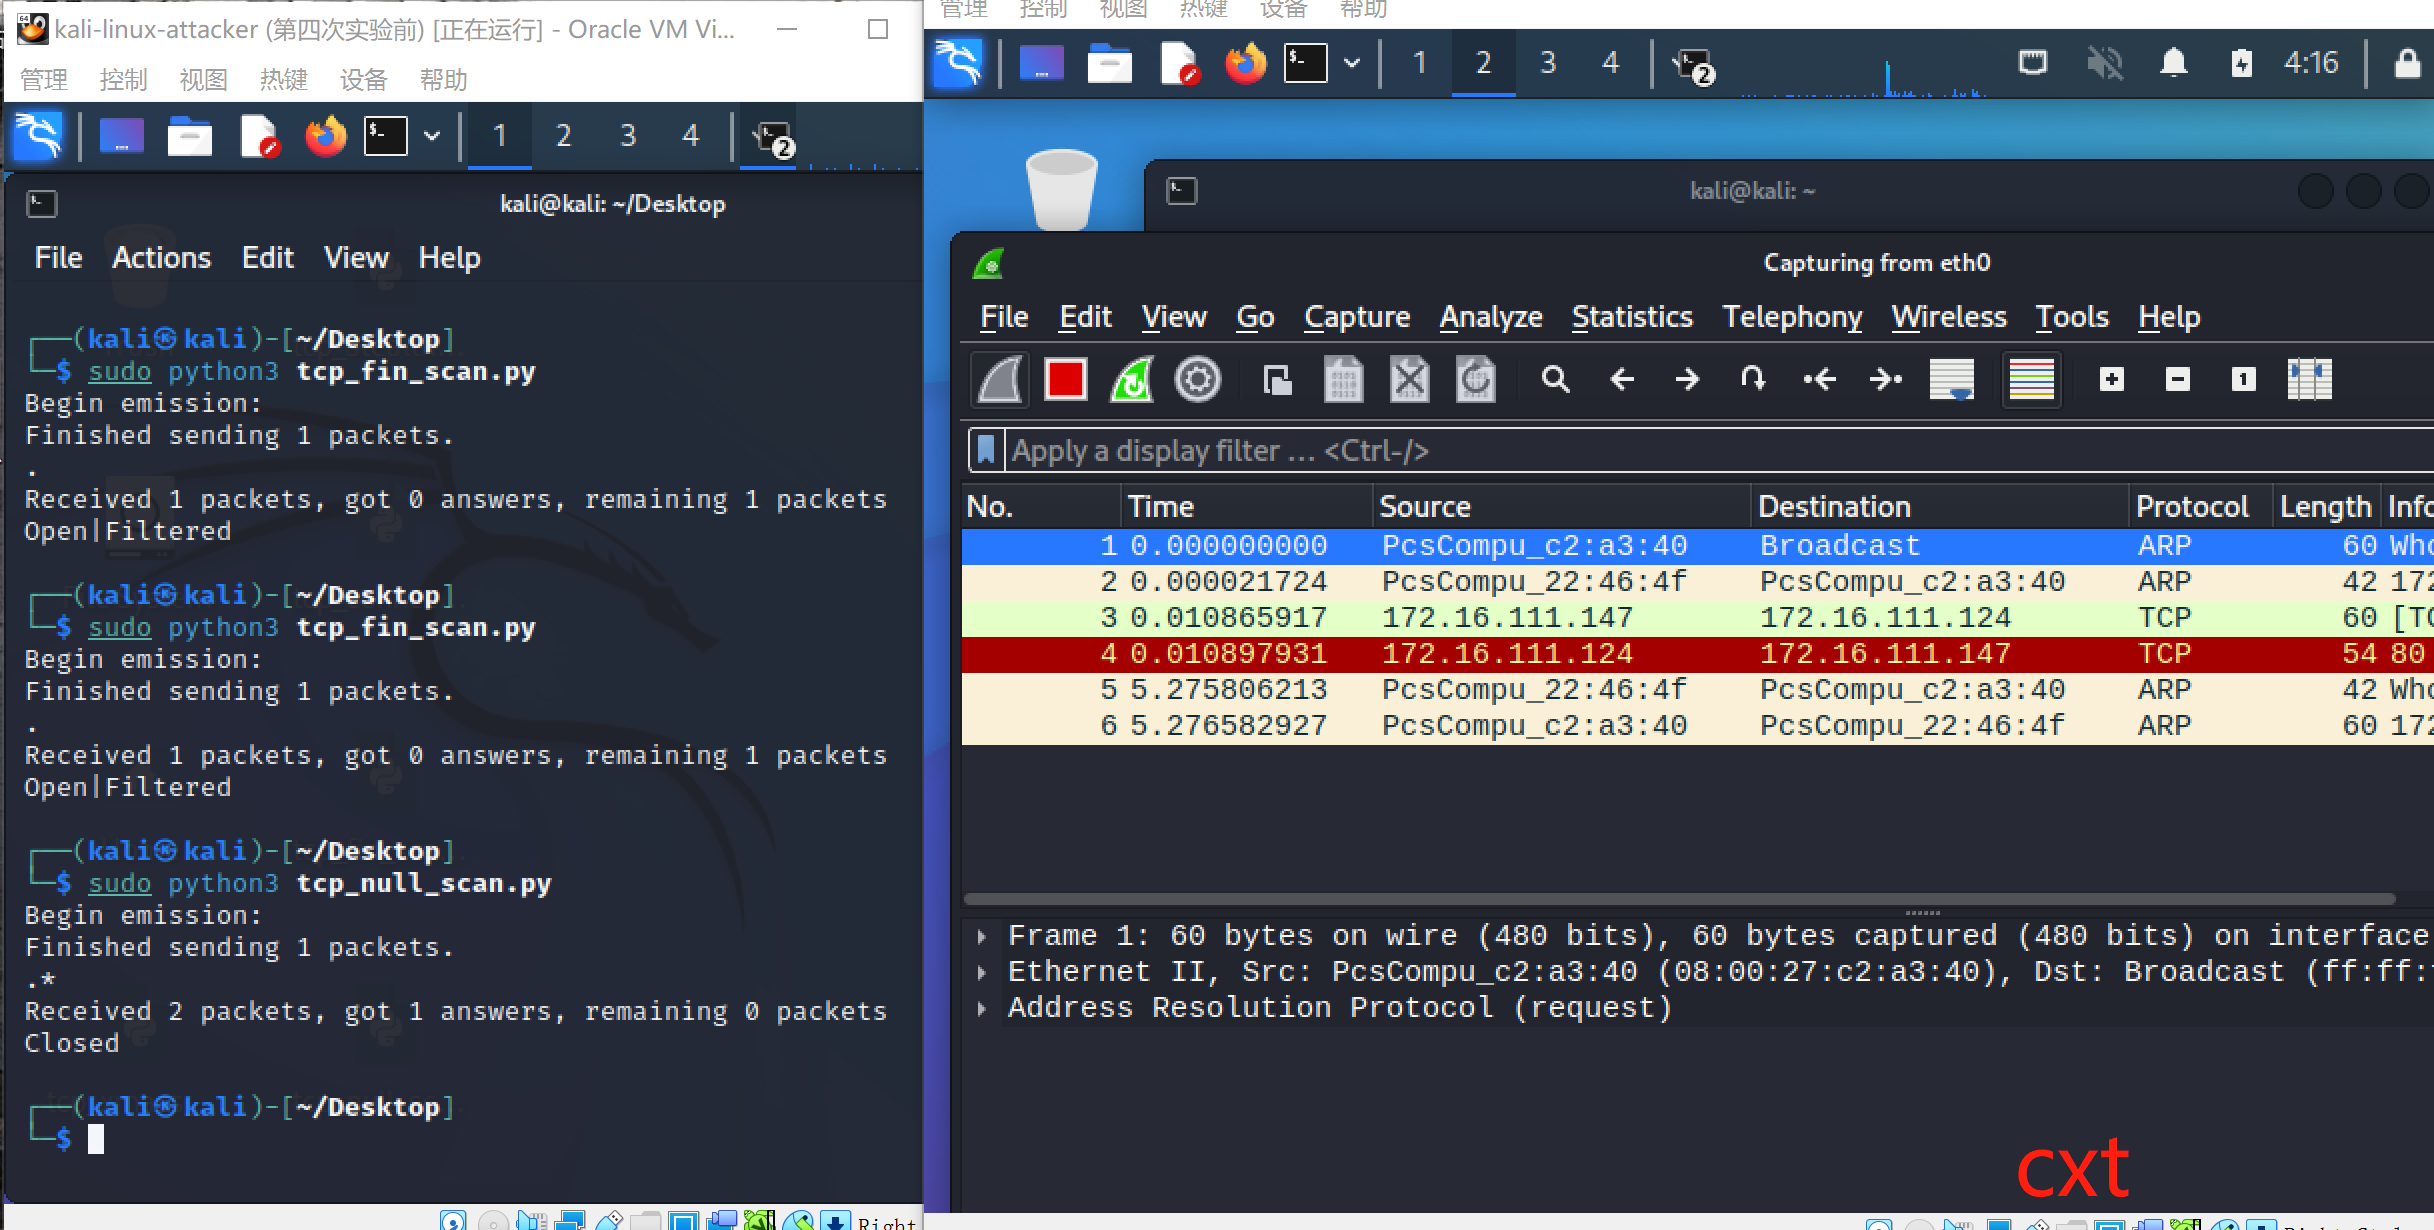 kali-linux-attacker (第四次实验前) [正在运行] - Oracle VM Vi...
管理 控制 视图 热键 设备 帮助
1 2 3 4 2
kali@kali: ~/Desktop
File Actions Edit View Help
(kali㉿kali)-[~/Desktop]
$ sudo python3 tcp_fin_scan.py
Begin emission:
Finished sending 1 packets.
.
Received 1 packets, got 0 answers, remaining 1 packets
Open|Filtered
(kali㉿kali)-[~/Desktop]
$ sudo python3 tcp_fin_scan.py
Begin emission:
Finished sending 1 packets.
.
Received 1 packets, got 0 answers, remaining 1 packets
Open|Filtered
(kali㉿kali)-[~/Desktop]
$ sudo python3 tcp_null_scan.py
Begin emission:
Finished sending 1 packets.
.*
Received 2 packets, got 1 answers, remaining 0 packets
Closed
(kali㉿kali)-[~/Desktop]
$
Right
管理 控制 视图 热键 设备 帮助
1 2 3 4 2 4:16
kali@kali: ~
Capturing from eth0
File Edit View Go Capture Analyze Statistics Telephony Wireless Tools Help
Apply a display filter ... <Ctrl-/>
No. Time Source Destination Protocol Length Info
1 0.000000000 PcsCompu_c2:a3:40 Broadcast ARP 60 Who
2 0.000021724 PcsCompu_22:46:4f PcsCompu_c2:a3:40 ARP 42 172
3 0.010865917 172.16.111.147 172.16.111.124 TCP 60 [TC
4 0.010897931 172.16.111.124 172.16.111.147 TCP 54 80
5 5.275806213 PcsCompu_22:46:4f PcsCompu_c2:a3:40 ARP 42 Who
6 5.276582927 PcsCompu_c2:a3:40 PcsCompu_22:46:4f ARP 60 172
Frame 1: 60 bytes on wire (480 bits), 60 bytes captured (480 bits) on interface
Ethernet II, Src: PcsCompu_c2:a3:40 (08:00:27:c2:a3:40), Dst: Broadcast (ff:ff:
Address Resolution Protocol (request)
cxt